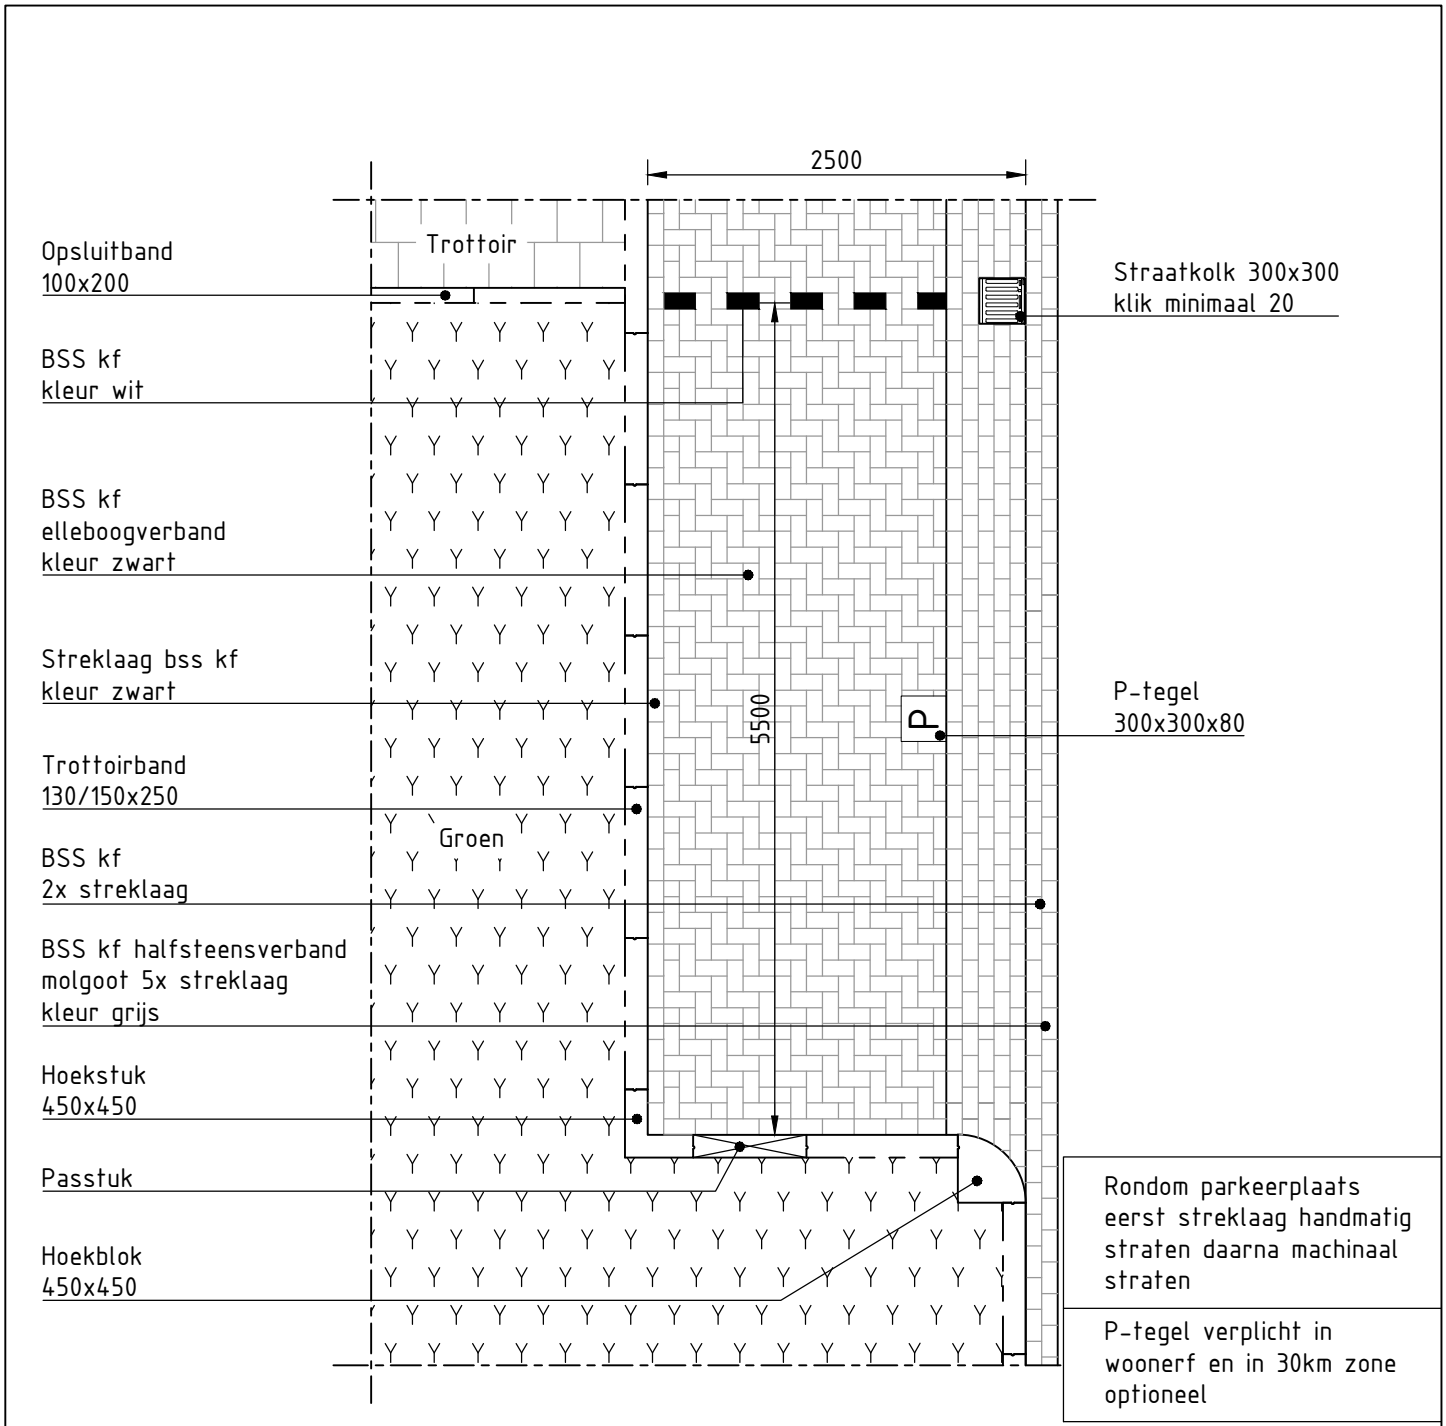 2500
Trottoir
Opsluitband
100x200
BSS kf
kleur wit
BSS kf
elleboogverband
kleur zwart
Streklaag bss kf
kleur zwart
Trottoirband
130/150x250
Groen
BSS kf
2x streklaag
BSS kf halfsteensverband
molgoot 5x streklaag
kleur grijs
Hoekstuk
450x450
Passtuk
Hoekblok
450x450
5500
P
Straatkolk 300x300
klik minimaal 20
P-tegel
300x300x80
Rondom parkeerplaats
eerst streklaag handmatig
straten daarna machinaal
straten
P-tegel verplicht in
woonerf en in 30km zone
optioneel